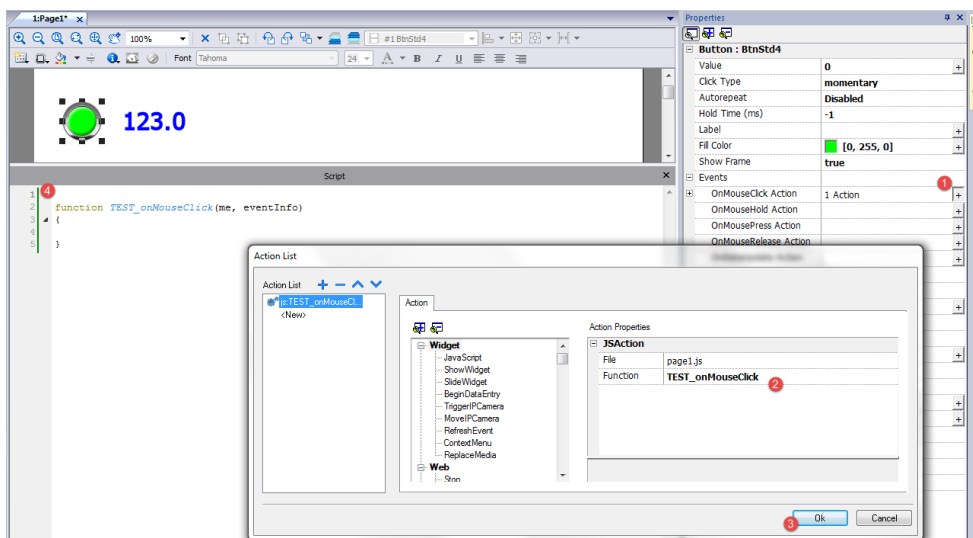 1:Page1*
100%
#1 BtnStd4
Font Tahoma
24
A B I U
123.0
Script
4
1
2 function TEST_onMouseClick(me, eventInfo)
3 {
4
5 }
Properties
Button : BtnStd4
Value 0 +
Click Type momentary
Autorepeat Disabled
Hold Time (ms) -1
Label +
Fill Color [0, 255, 0] +
Show Frame true
Events
1
OnMouseClick Action 1 Action +
OnMouseHold Action +
OnMousePress Action +
OnMouseRelease Action +
Action List
Action List
js:TEST_onMouseCl...
<New>
Action
Widget
JavaScript
ShowWidget
SlideWidget
BeginDataEntry
TriggerIPCamera
MoveIPCamera
RefreshEvent
ContextMenu
ReplaceMedia
Web
Stop
Action Properties
JSAction
File page1.js
Function TEST_onMouseClick
2
3
Ok Cancel